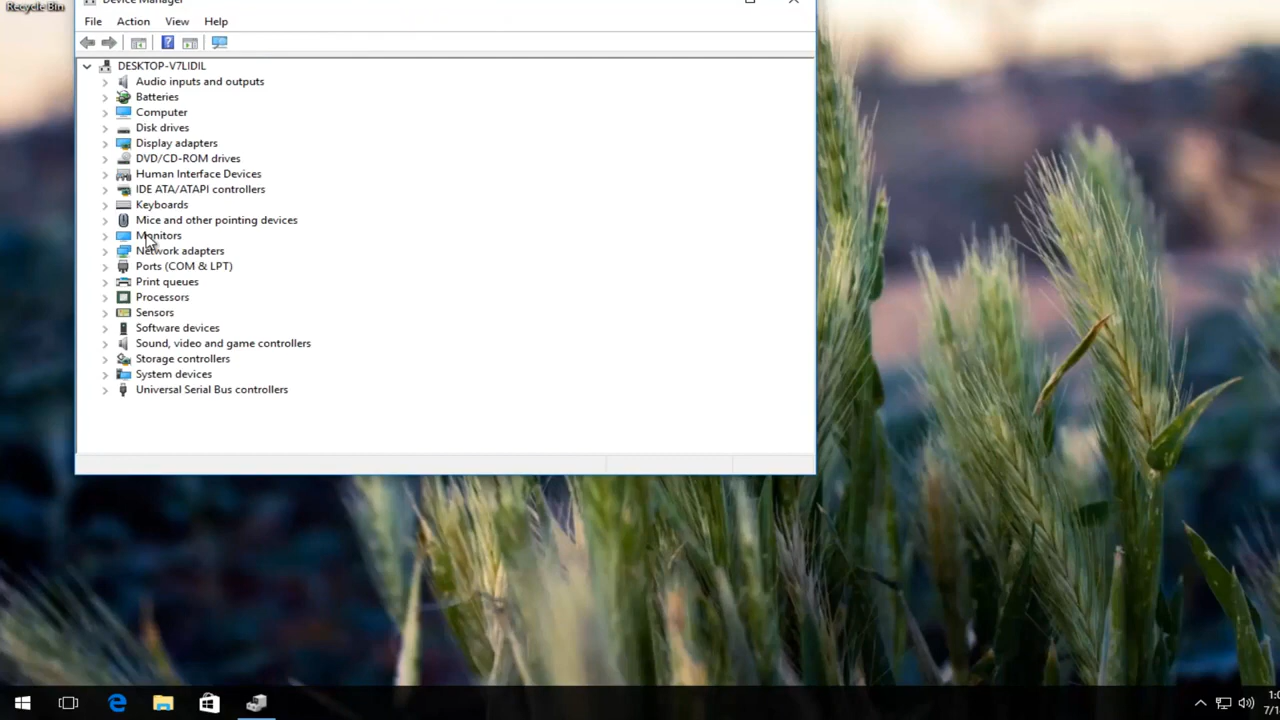 Recycle Bin
Device Manager
File Action View Help
DESKTOP-V7LIDIL
Audio inputs and outputs
Batteries
Computer
Disk drives
Display adapters
DVD/CD-ROM drives
Human Interface Devices
IDE ATA/ATAPI controllers
Keyboards
Mice and other pointing devices
Monitors
Network adapters
Ports (COM & LPT)
Print queues
Processors
Sensors
Software devices
Sound, video and game controllers
Storage controllers
System devices
Universal Serial Bus controllers